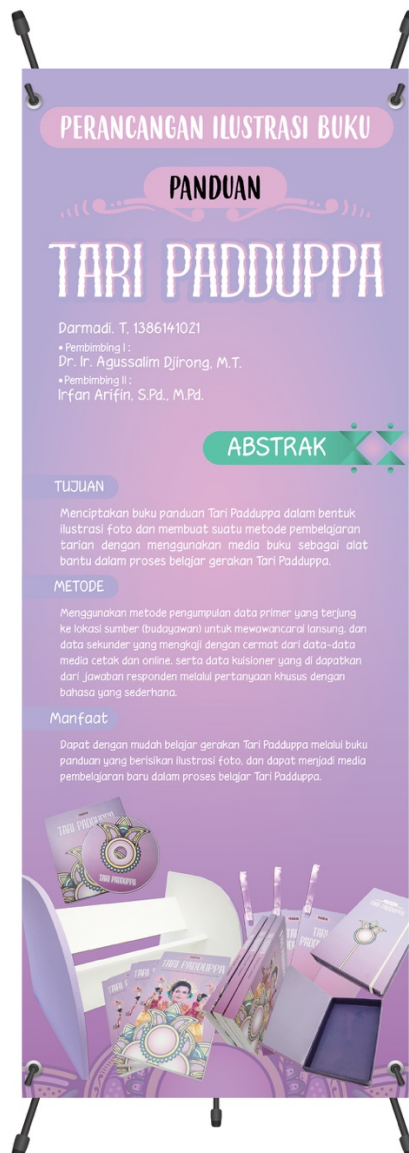 PERANCANGAN ILUSTRASI BUKU
PANDUAN
TARI PADDUPPA
Darmadi. T, 1386141021
• Pembimbing I :
Dr. Ir. Agussalim Djirong, M.T.
• Pembimbing II :
Irfan Arifin, S.Pd., M.Pd.
ABSTRAK
TUJUAN
Menciptakan buku panduan Tari Padduppa dalam bentuk
ilustrasi foto dan membuat suatu metode pembelajaran
tarian dengan menggunakan media buku sebagai alat
bantu dalam proses belajar gerakan Tari Padduppa.
METODE
Menggunakan metode pengumpulan data primer yang terjung
ke lokasi sumber (budayawan) untuk mewawancarai lansung, dan
data sekunder yang mengkaji dengan cermat dari data-data
media cetak dan online, serta data kuisioner yang di dapatkan
dari jawaban responden melalui pertanyaan khusus dengan
bahasa yang sederhana.
Manfaat
Dapat dengan mudah belajar gerakan Tari Padduppa melalui buku
panduan yang berisikan ilustrasi foto, dan dapat menjadi media
pembelajaran baru dalam proses belajar Tari Padduppa.
TARI PADDUPPA
TARI PADDUPPA
TARI PADDUPPA
TARI PADDUPPA